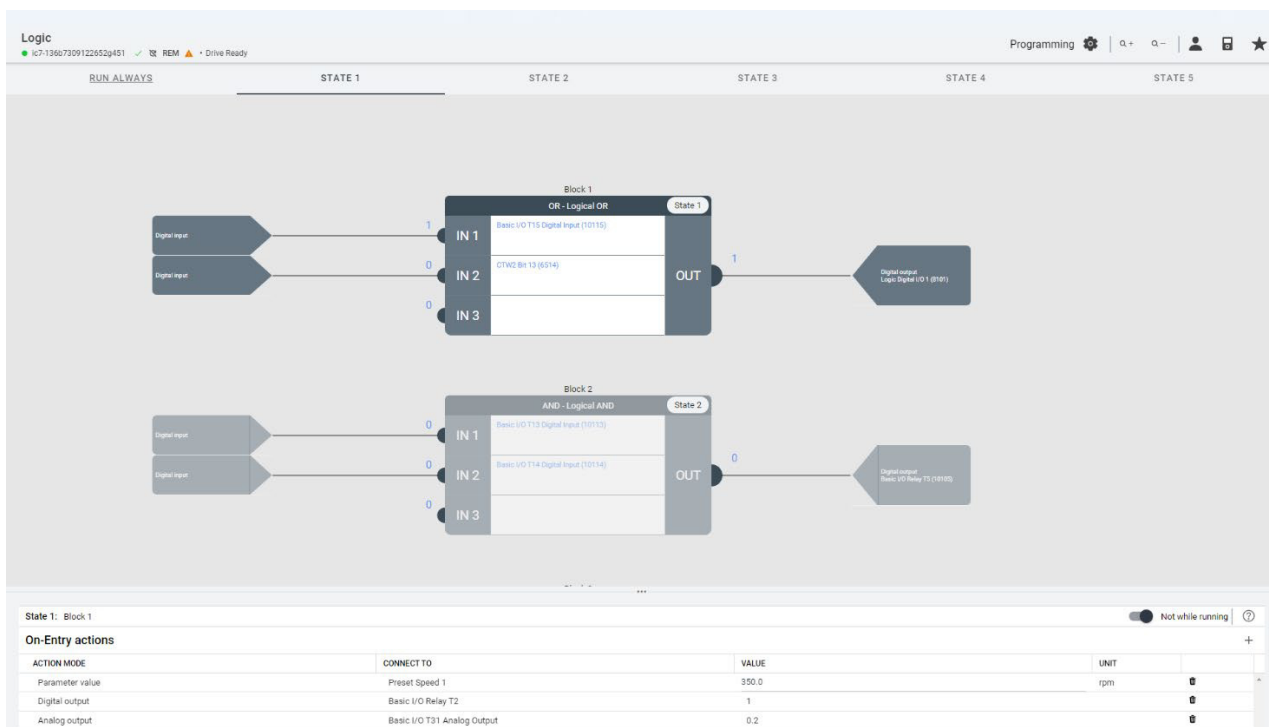 Logic
ic7-136b7309122652g451 REM • Drive Ready
Programming
RUN ALWAYS STATE 1 STATE 2 STATE 3 STATE 4 STATE 5
Block 1
OR - Logical OR State 1
Digital input
1 IN 1 Basic I/O T15 Digital Input (10115)
Digital input
0 IN 2 CTW2 Bit 13 (6514)
0 IN 3
OUT 1
Digital output
Logic Digital I/O 1 (8101)
Block 2
AND - Logical AND State 2
Digital input
0 IN 1 Basic I/O T13 Digital Input (10113)
Digital input
0 IN 2 Basic I/O T14 Digital Input (10114)
0 IN 3
OUT 0
Digital output
Basic I/O Relay T5 (10185)
State 1: Block 1 Not while running
On-Entry actions +
ACTION MODE CONNECT TO VALUE UNIT
Parameter value Preset Speed 1 350.0 rpm
Digital output Basic I/O Relay T2 1
Analog output Basic I/O T31 Analog Output 0.2